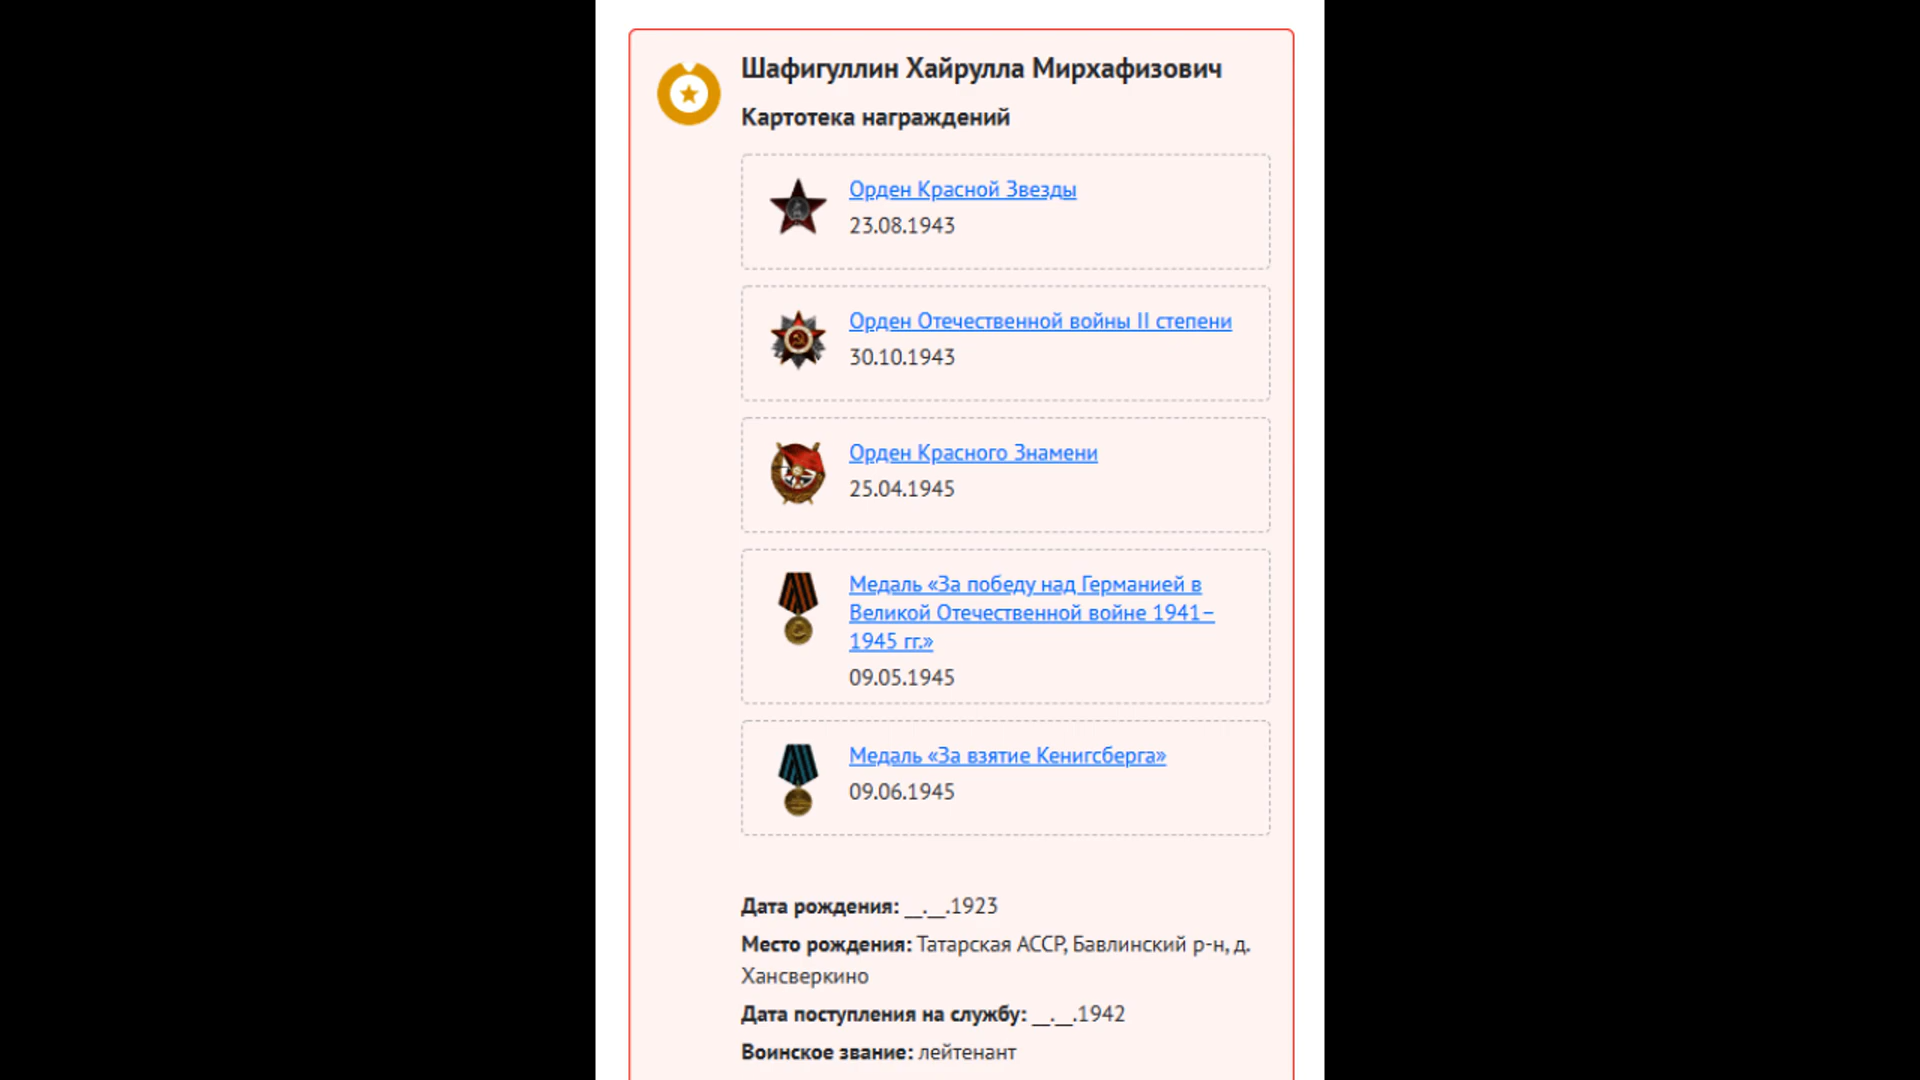 Шафигуллин Хайрулла Мирхафизович
Картотека награждений
Орден Красной Звезды
23.08.1943
Орден Отечественной войны II степени
30.10.1943
Орден Красного Знамени
25.04.1945
Медаль «За победу над Германией в
Великой Отечественной войне 1941–
1945 гг.»
09.05.1945
Медаль «За взятие Кенигсберга»
09.06.1945
Дата рождения: __.__.1923
Место рождения: Татарская АССР, Бавлинский р-н, д.
Хансверкино
Дата поступления на службу: __.__.1942
Воинское звание: лейтенант